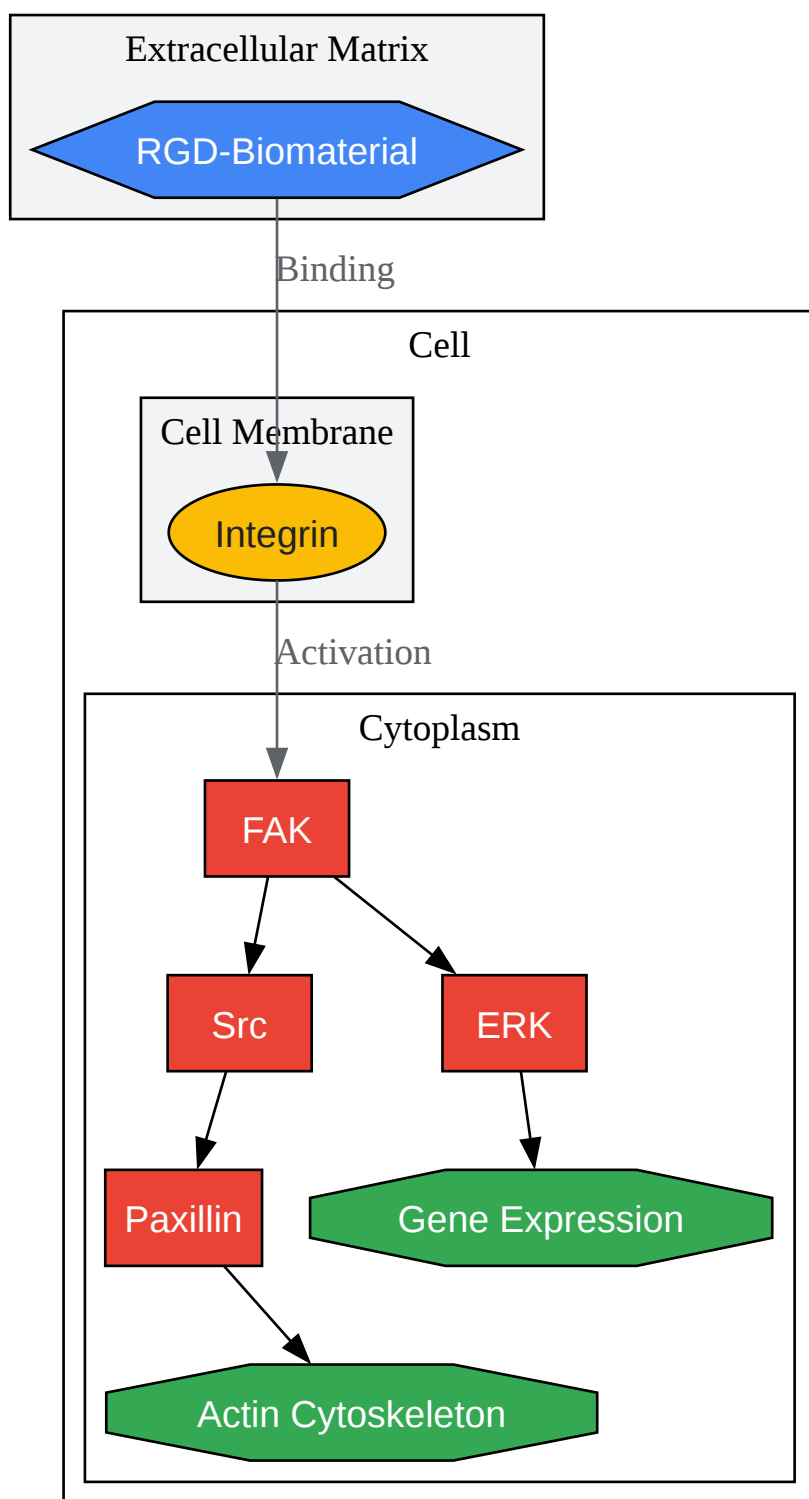 Extracellular Matrix
RGD-Biomaterial
Binding
Cell
Cell Membrane
Integrin
Activation
Cytoplasm
FAK
Src
ERK
Paxillin
Gene Expression
Actin Cytoskeleton